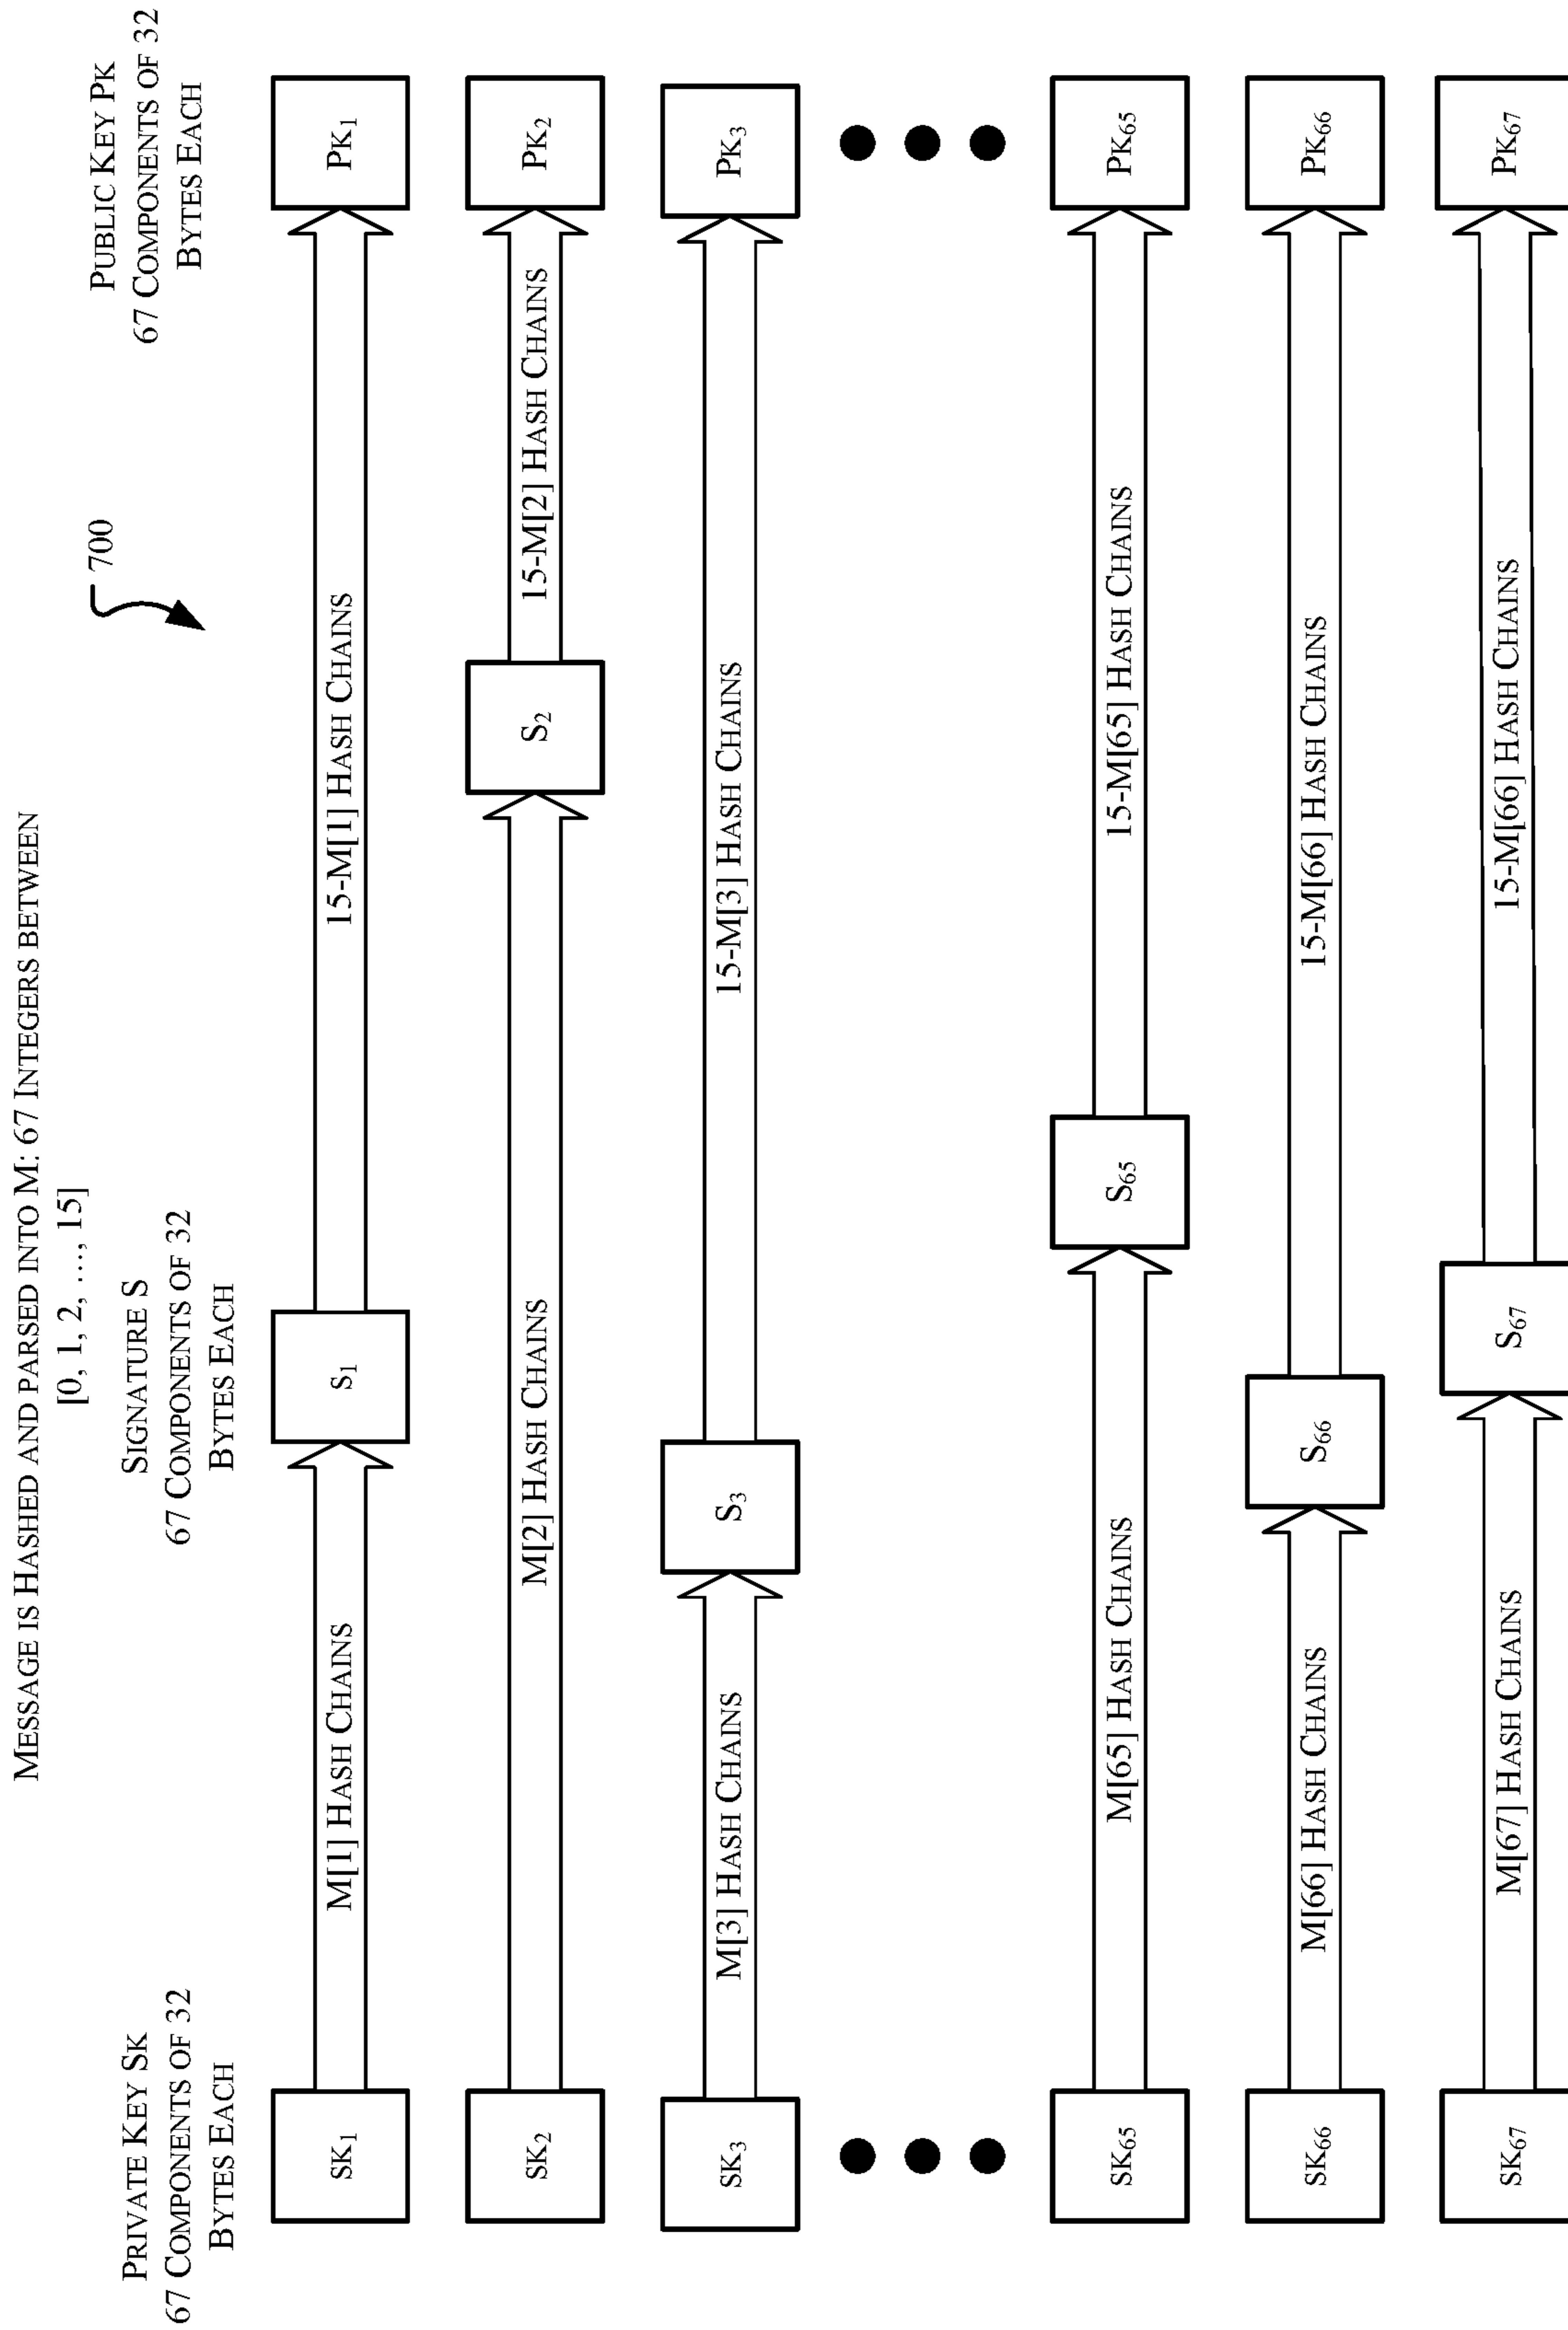 MESSAGE IS HASHED AND PARSED INTO M: 67 INTEGERS BETWEEN
[0, 1, 2, …, 15]
PRIVATE KEY SK
67 COMPONENTS OF 32
BYTES EACH
SIGNATURE S
67 COMPONENTS OF 32
BYTES EACH
700
PUBLIC KEY PK
67 COMPONENTS OF 32
BYTES EACH
SK1
M[1] HASH CHAINS
S1
15-M[1] HASH CHAINS
PK1
SK2
M[2] HASH CHAINS
S2
15-M[2] HASH CHAINS
PK2
SK3
M[3] HASH CHAINS
S3
15-M[3] HASH CHAINS
PK3
SK65
M[65] HASH CHAINS
S65
15-M[65] HASH CHAINS
PK65
SK66
M[66] HASH CHAINS
S66
15-M[66] HASH CHAINS
PK66
SK67
M[67] HASH CHAINS
S67
15-M[66] HASH CHAINS
PK67